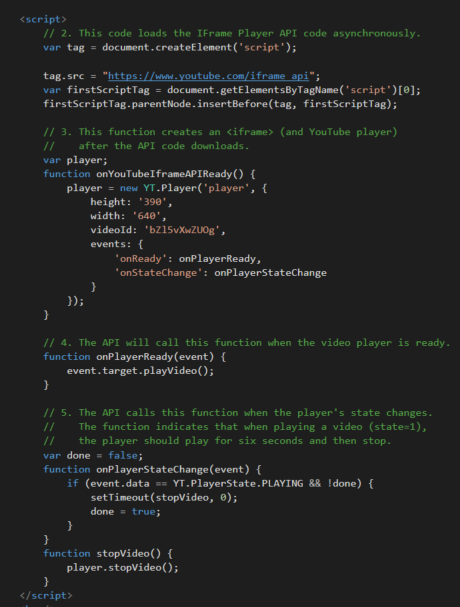 <script>
// 2. This code loads the IFrame Player API code asynchronously.
var tag = document.createElement('script');
tag.src = "https://www.youtube.com/iframe_api";
var firstScriptTag = document.getElementsByTagName('script')[0];
firstScriptTag.parentNode.insertBefore(tag, firstScriptTag);
// 3. This function creates an <iframe> (and YouTube player)
//    after the API code downloads.
var player;
function onYouTubeIframeAPIReady() {
player = new YT.Player('player', {
height: '390',
width: '640',
videoId: 'bZl5vXwZUOg',
events: {
'onReady': onPlayerReady,
'onStateChange': onPlayerStateChange
}
});
}
// 4. The API will call this function when the video player is ready.
function onPlayerReady(event) {
event.target.playVideo();
}
// 5. The API calls this function when the player's state changes.
//    The function indicates that when playing a video (state=1),
//    the player should play for six seconds and then stop.
var done = false;
function onPlayerStateChange(event) {
if (event.data == YT.PlayerState.PLAYING && !done) {
setTimeout(stopVideo, 0);
done = true;
}
}
function stopVideo() {
player.stopVideo();
}
</script>